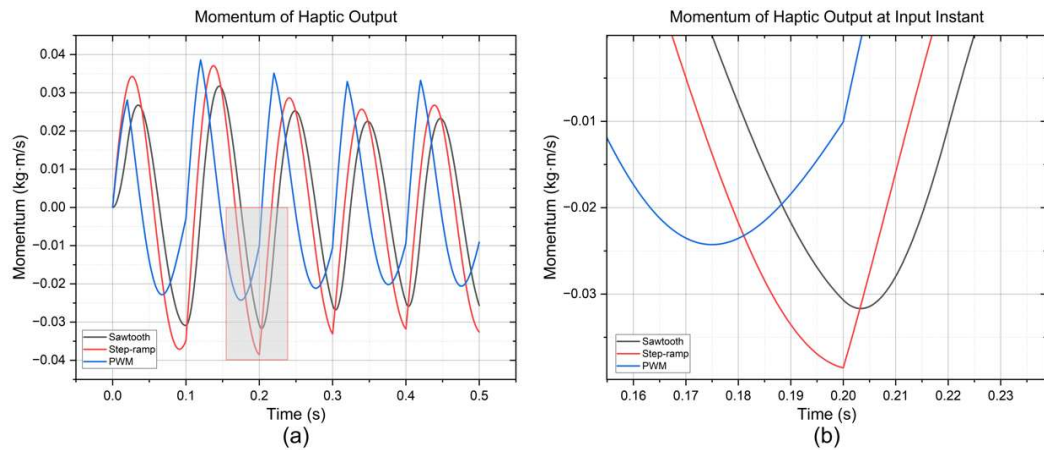 Momentum of Haptic Output
Momentum (kg·m/s)
0.04
0.03
0.02
0.01
0.00
−0.01
−0.02
−0.03
−0.04
Sawtooth
Step-ramp
PWM
0.0 0.1 0.2 0.3 0.4 0.5
Time (s)
(a)
Momentum of Haptic Output at Input Instant
Momentum (kg·m/s)
−0.01
−0.02
−0.03
Sawtooth
Step-ramp
PWM
0.16 0.17 0.18 0.19 0.20 0.21 0.22 0.23
Time (s)
(b)